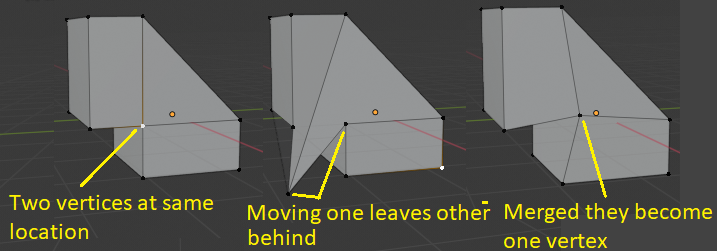 Two vertices at same
location
Moving one leaves other
behind
Merged they become
one vertex